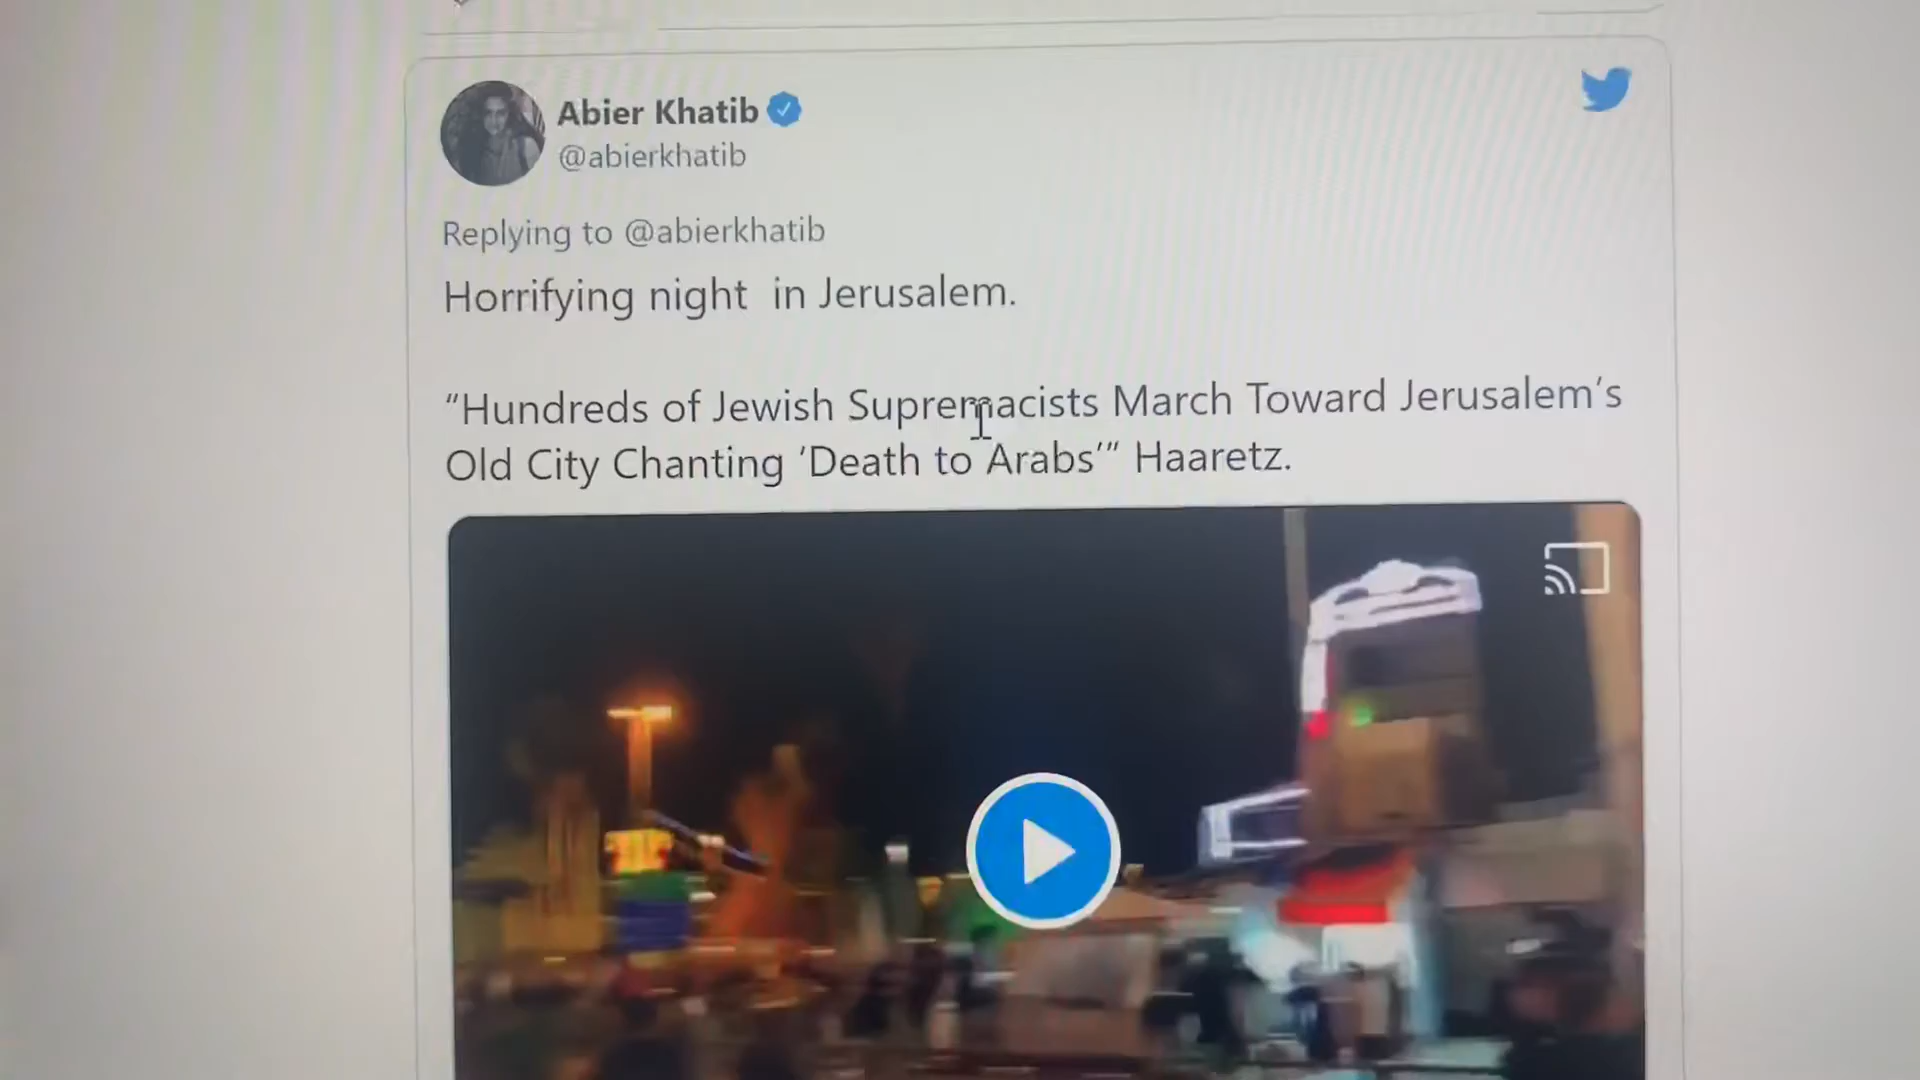 Abier Khatib
@abierkhatib
Replying to @abierkhatib
Horrifying night  in Jerusalem.
“Hundreds of Jewish Supremacists March Toward Jerusalem’s
Old City Chanting ‘Death to Arabs’” Haaretz.